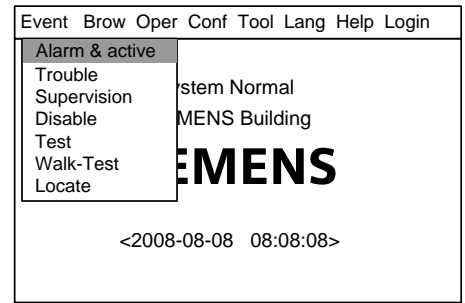 Event Brow Oper Conf Tool Lang Help Login
Alarm & active
Trouble
Supervision
Disable
Test
Walk-Test
Locate
stem Normal
MENS Building
EMENS
<2008-08-08 08:08:08>